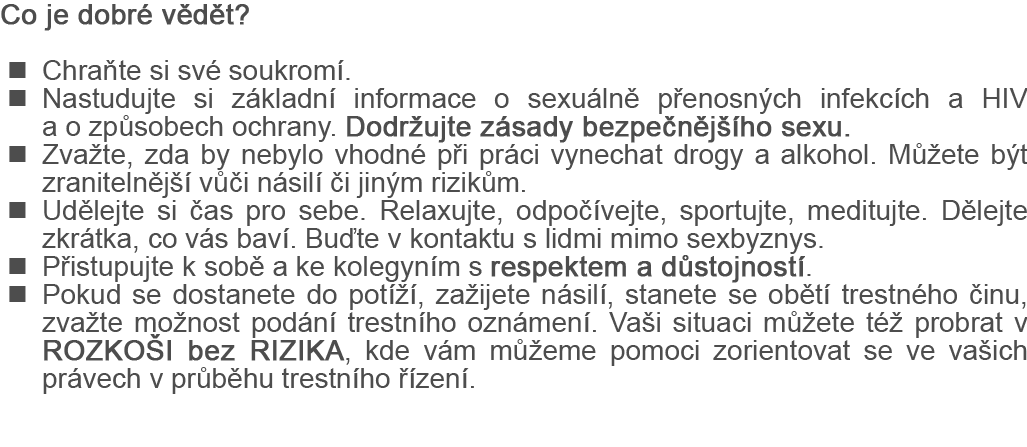 Co je dobré vědět?
■ Chraňte si své soukromí.
■ Nastudujte si základní informace o sexuálně přenosných infekcích a HIV
a o způsobech ochrany. Dodržujte zásady bezpečnějšího sexu.
■ Zvažte, zda by nebylo vhodné při práci vynechat drogy a alkohol. Můžete být
zranitelnější vůči násilí či jiným rizikům.
■ Udělejte si čas pro sebe. Relaxujte, odpočívejte, sportujte, meditujte. Dělejte
zkrátka, co vás baví. Buďte v kontaktu s lidmi mimo sexbyznys.
■ Přistupujte k sobě a ke kolegyním s respektem a důstojností.
■ Pokud se dostanete do potíží, zažijete násilí, stanete se obětí trestného činu,
zvažte možnost podání trestního oznámení. Vaši situaci můžete též probrat v
ROZKOŠI bez RIZIKA, kde vám můžeme pomoci zorientovat se ve vašich
právech v průběhu trestního řízení.